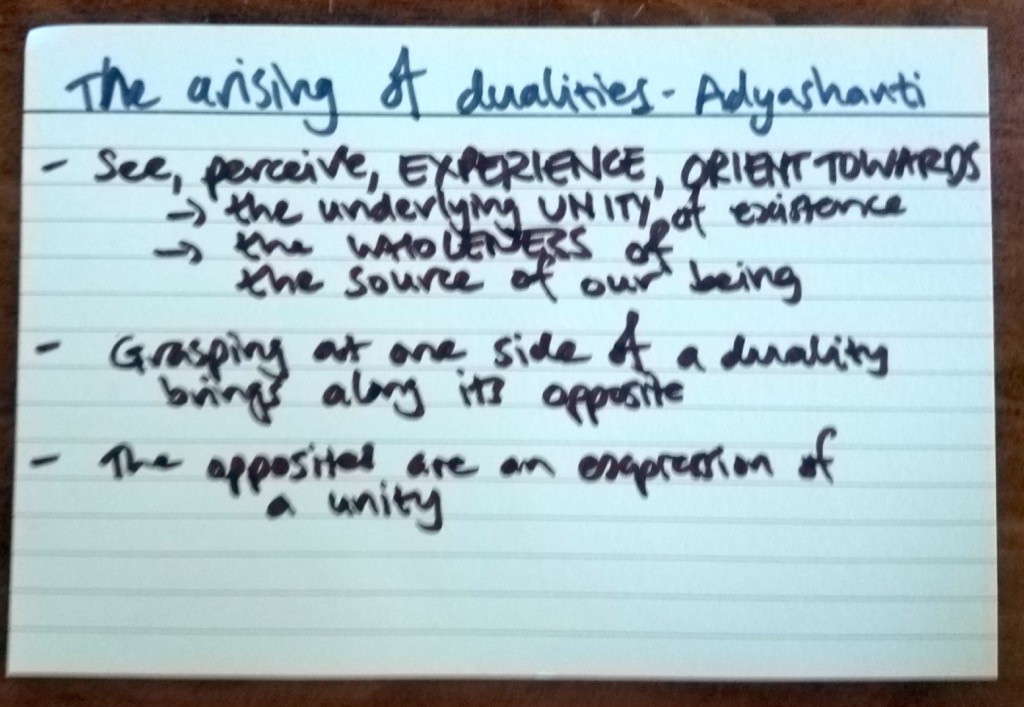 The arising of dualities - Adyashanti
- See, perceive, EXPERIENCE, ORIENT TOWARDS
→ the underlying UNITY of existence
→ the WHOLENESS of
the source of our being
- Grasping at one side of a duality
brings along its opposite
- The opposites are an expression of
a unity